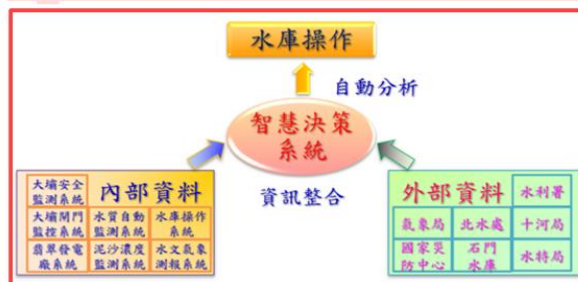 水庫操作
自動分析
智慧決策
系統
資訊整合
大壩安全
監測系統
內部資料
大壩閘門
監控系統
水質自動
監測系統
水庫操作
系統
翡翠發電
廠系統
泥沙濃度
監測系統
水文氣象
測報系統
外部資料
水利署
氣象局
北水處
十河局
國家災
防中心
石門
水庫
水特局